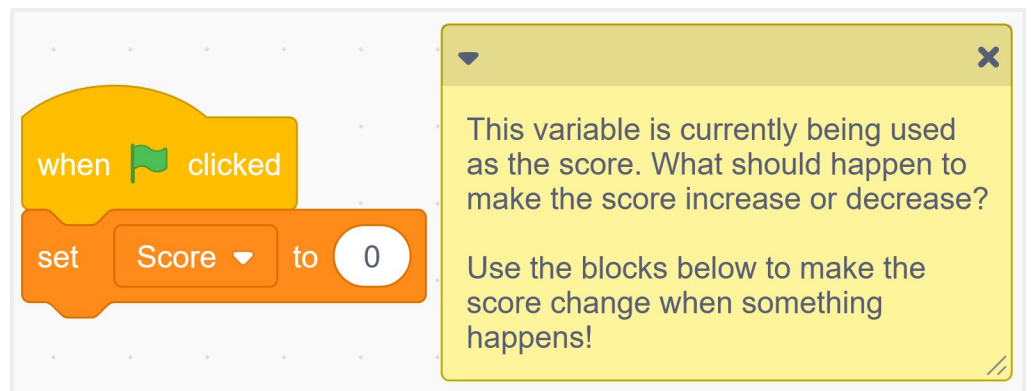 when clicked
set Score to 0
This variable is currently being used
as the score. What should happen to
make the score increase or decrease?
Use the blocks below to make the
score change when something
happens!